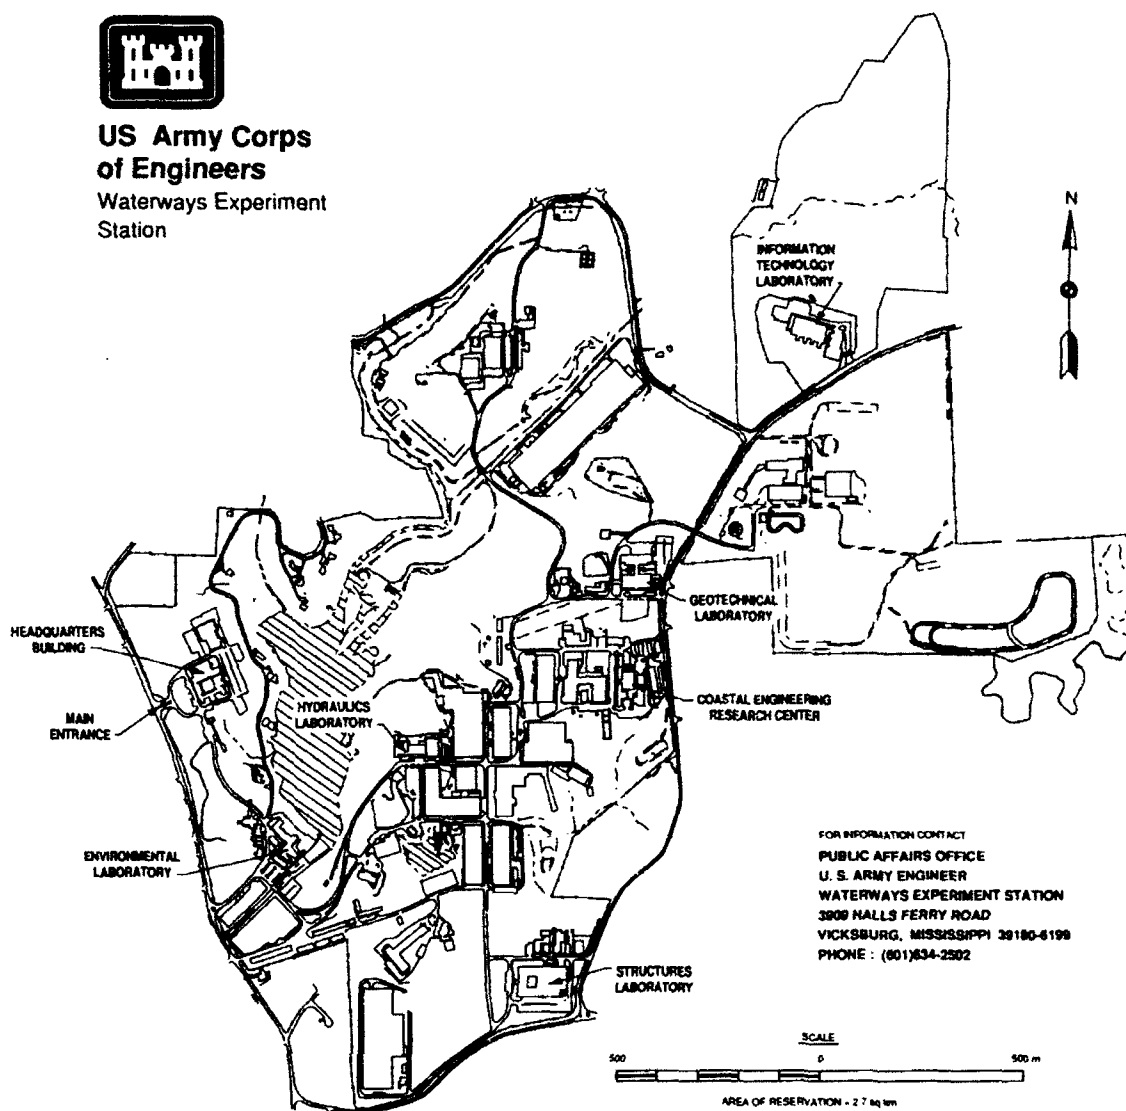 US Army Corps
of Engineers
Waterways Experiment
Station
N
INFORMATION
TECHNOLOGY
LABORATORY
GEOTECHNICAL
LABORATORY
HEADQUARTERS
BUILDING
MAIN
ENTRANCE
HYDRAULICS
LABORATORY
COASTAL ENGINEERING
RESEARCH CENTER
ENVIRONMENTAL
LABORATORY
STRUCTURES
LABORATORY
FOR INFORMATION CONTACT
PUBLIC AFFAIRS OFFICE
U. S. ARMY ENGINEER
WATERWAYS EXPERIMENT STATION
3909 HALLS FERRY ROAD
VICKSBURG, MISSISSIPPI 39180-6199
PHONE : (601)634-2502
SCALE
500 0 500 m
AREA OF RESERVATION - 2.7 sq km